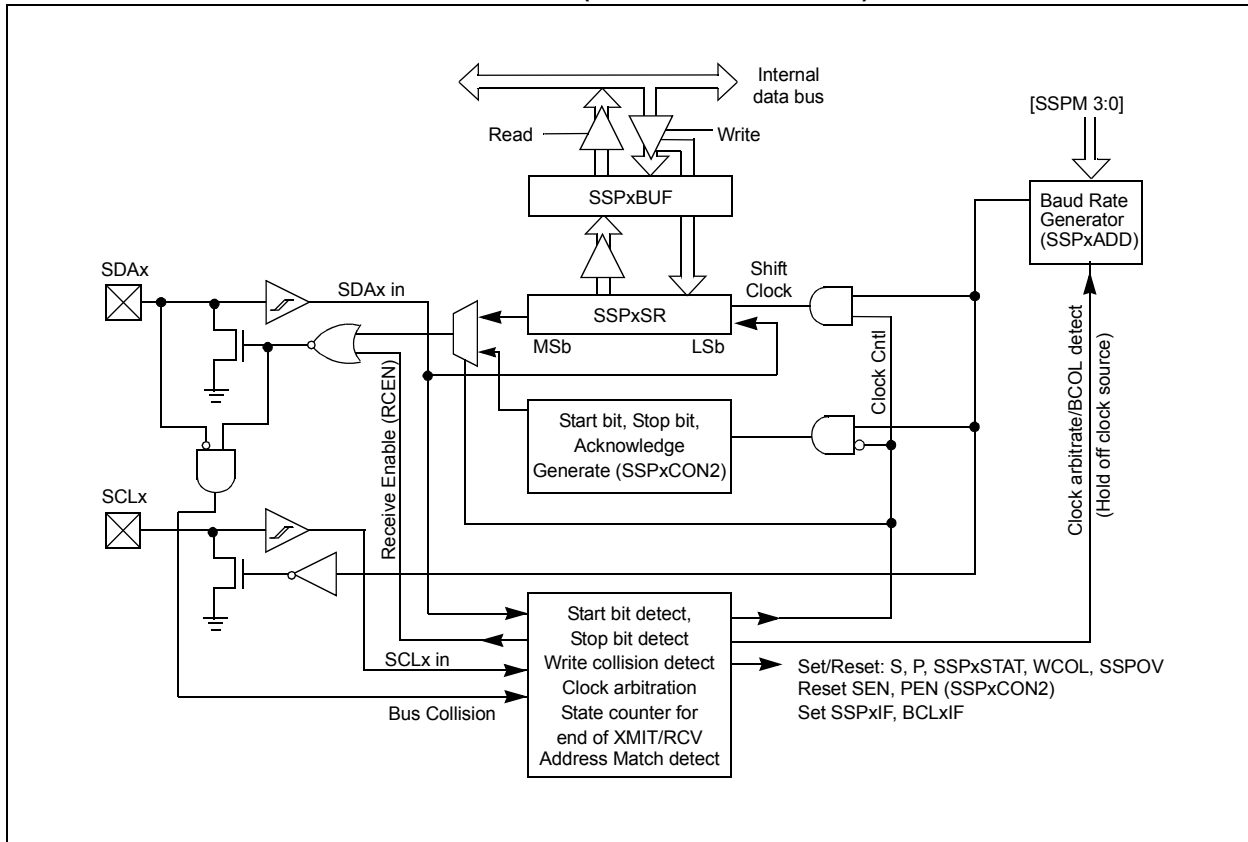 Internal
data bus
[SSPM 3:0]
Read
Write
SSPxBUF
Baud Rate
Generator
(SSPxADD)
SDAx
SDAx in
Shift
Clock
SSPxSR
MSb
LSb
Receive Enable (RCEN)
Start bit, Stop bit,
Acknowledge
Generate (SSPxCON2)
Clock Cntl
Clock arbitrate/BCOL detect
(Hold off clock source)
SCLx
SCLx in
Bus Collision
Start bit detect,
Stop bit detect
Write collision detect
Clock arbitration
State counter for
end of XMIT/RCV
Address Match detect
Set/Reset: S, P, SSPxSTAT, WCOL, SSPOV
Reset SEN, PEN (SSPxCON2)
Set SSPxIF, BCLxIF